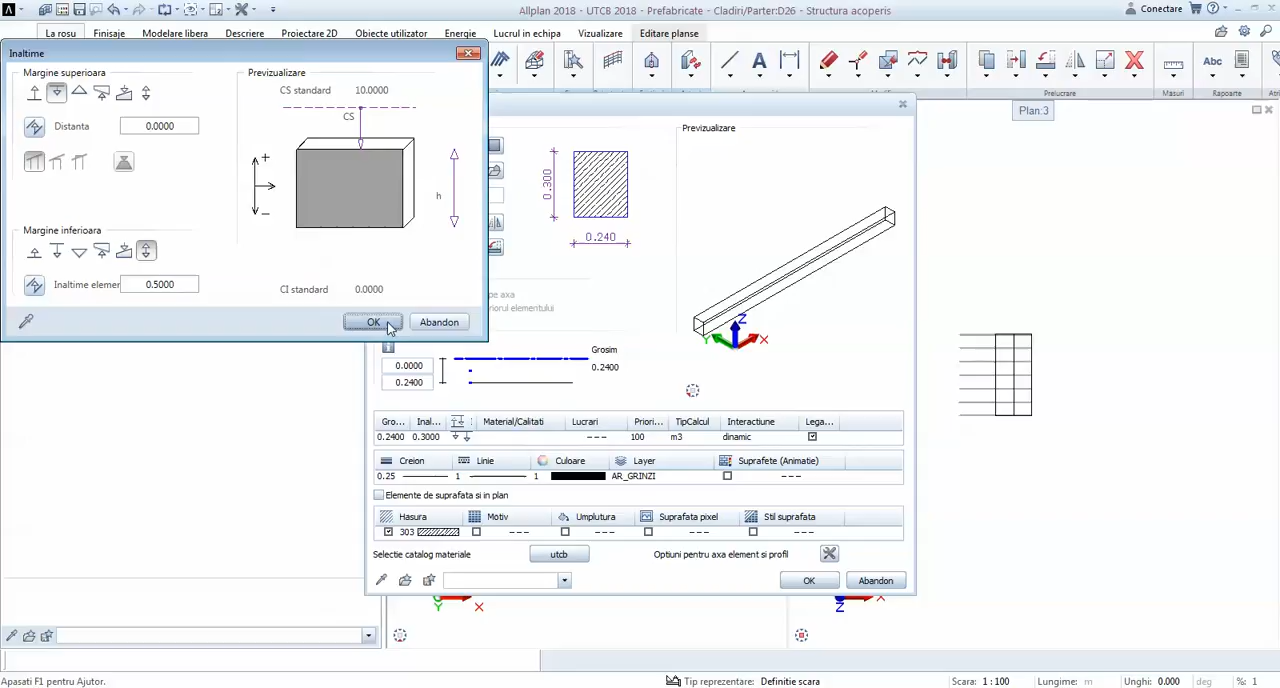 Allplan 2018 - UTCB 2018 - Prefabricate - Cladiri/Parter:D26 - Structura acoperis
Conectare
La rosu
Finisaje
Modelare libera
Descriere
Proiectare 2D
Obiecte utilizator
Energie
Lucrul in echipa
Vizualizare
Editare planse
Abc
Prelucrare
Masuri
Rapoarte
Plan:3
Inaltime
Margine superioara
Distanta
0.0000
Margine inferioara
Inaltime elemer
0.5000
Previzualizare
CS standard
10.0000
CS
h
CI standard
0.0000
OK
Abandon
Previzualizare
0.300
0.240
pe axa
riorul elementului
Z
Y
X
Grosim
0.0000
0.2400
0.2400
Gro...
Inal...
Material/Calitati
Lucrari
Priori...
TipCalcul
Interactiune
Lega...
0.2400
0.3000
100
m3
dinamic
Creion
Linie
Culoare
Layer
Suprafete (Animatie)
0.25
1
1
AR_GRINZI
Elemente de suprafata si in plan
Hasura
Motiv
Umplutura
Suprafata pixel
Stil suprafata
303
Selectie catalog materiale
utcb
Optiuni pentru axa element si profil
OK
Abandon
Y
X
Z
X
Apasati F1 pentru Ajutor.
Tip reprezentare:
Definitie scara
Scara:
1 : 100
Lungime:
m
Unghi:
0.000
deg
%:
1